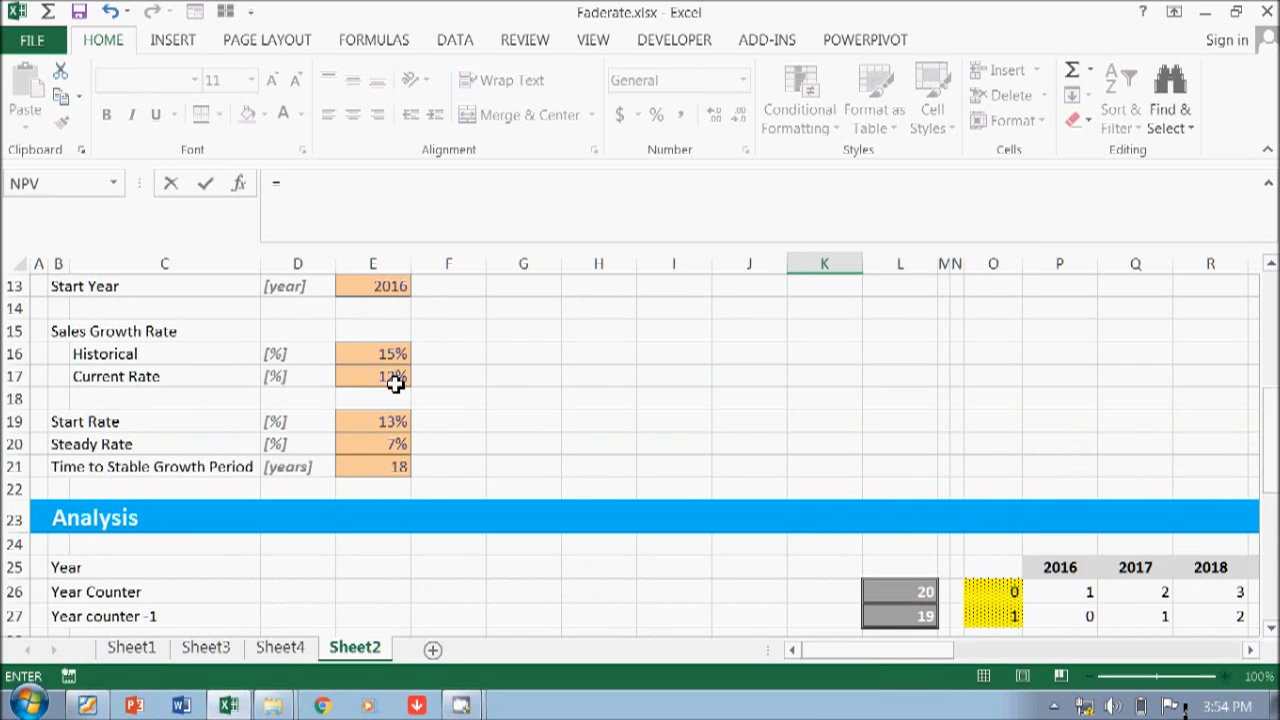 Faderate.xlsx - Excel
FILE HOME INSERT PAGE LAYOUT FORMULAS DATA REVIEW VIEW DEVELOPER ADD-INS POWERPIVOT Sign in
Paste
Clipboard
11
B I U A
Font
Wrap Text
Merge & Center
Alignment
General
$ % ,
Number
Conditional Formatting
Format as Table
Cell Styles
Styles
Insert
Delete
Format
Cells
Sort & Filter
Find & Select
Editing
NPV fx =
A B C D E F G H I J K L M N O P Q R
13 Start Year [year] 2016
14
15 Sales Growth Rate
16 Historical [%] 15%
17 Current Rate [%]
18
19 Start Rate [%] 13%
20 Steady Rate [%] 7%
21 Time to Stable Growth Period [years] 18
22
23 Analysis
24
25 Year 2016 2017 2018
26 Year Counter 20 0 1 2 3
27 Year counter -1 19 1 0 1 2
Sheet1 Sheet3 Sheet4 Sheet2
ENTER 100%
3:54 PM